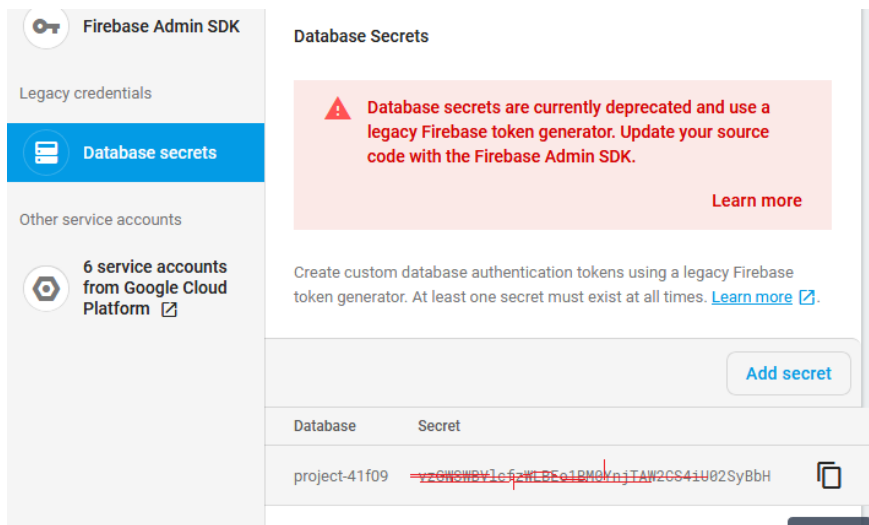 Firebase Admin SDK
Legacy credentials
Database secrets
Other service accounts
6 service accounts
from Google Cloud
Platform
Database Secrets
Database secrets are currently deprecated and use a
legacy Firebase token generator. Update your source
code with the Firebase Admin SDK.
Learn more
Create custom database authentication tokens using a legacy Firebase
token generator. At least one secret must exist at all times. Learn more.
Add secret
Database Secret
project-41f09